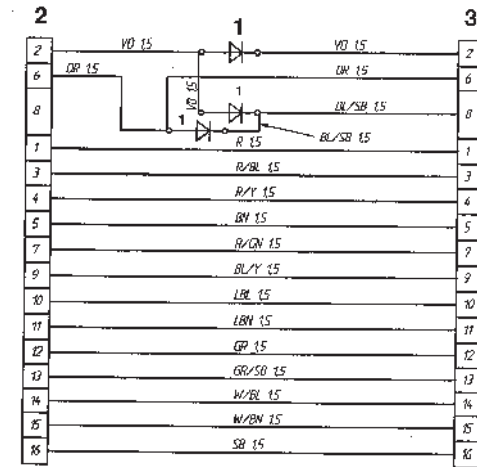 2 1 3
2 VO 1,5 VO 1,5 2
6 OR 1,5 OR 1,5 6
VO 1,5
8 1 BL/SB 1,5 8
1 BL/SB 1,5
1 R 1,5 1
3 R/BL 1,5 3
4 R/Y 1,5 4
5 BN 1,5 5
7 R/GN 1,5 7
9 BL/Y 1,5 9
10 LBL 1,5 10
11 LBN 1,5 11
12 GR 1,5 12
13 GR/SB 1,5 13
14 W/BL 1,5 14
15 W/BN 1,5 15
16 SB 1,5 16